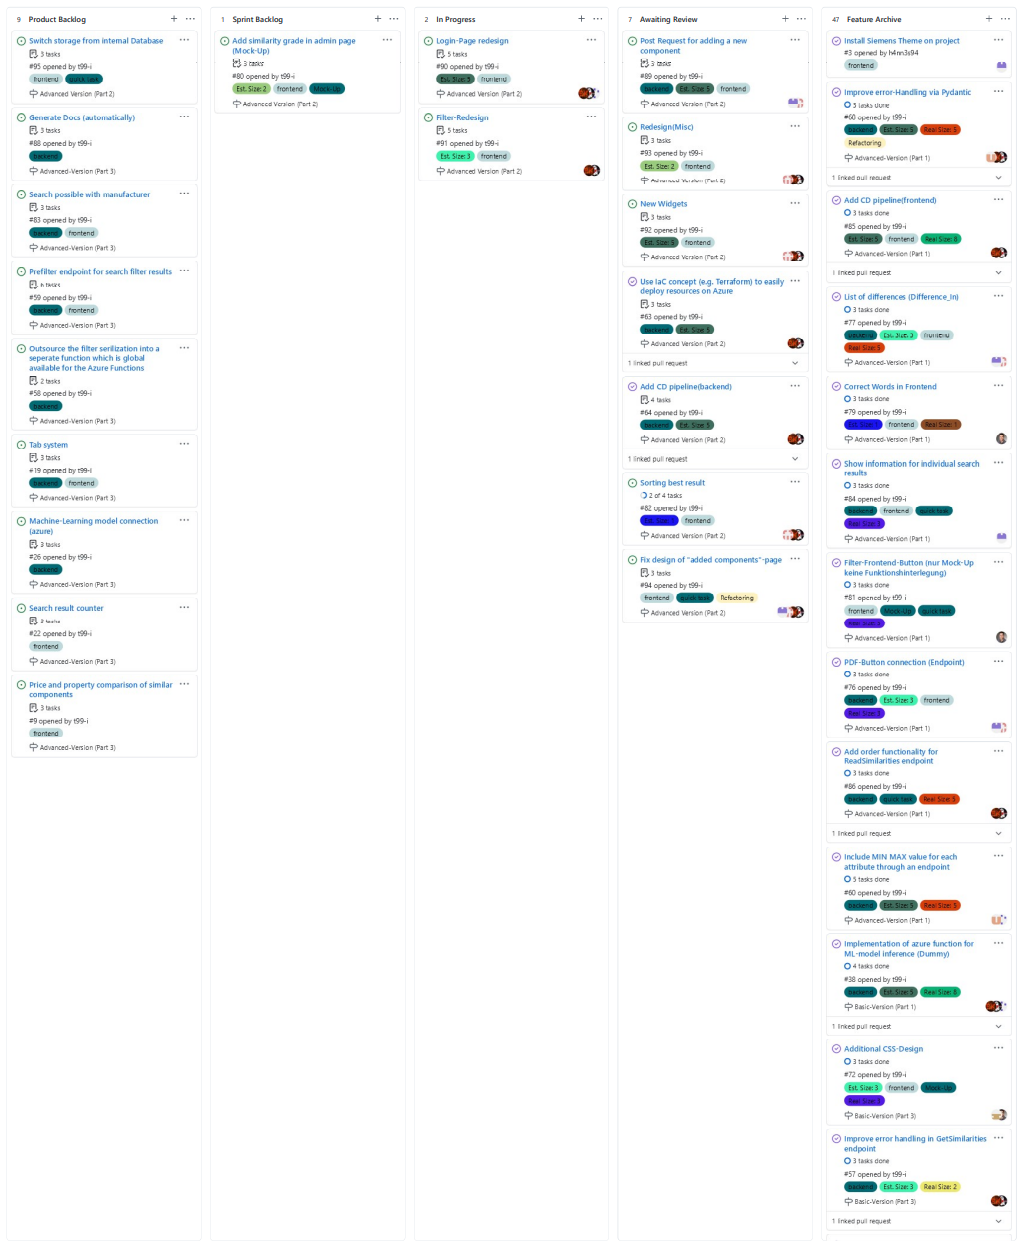 9 Product Backlog
Switch storage from internal Database
3 tasks
#95 opened by t99-i
frontend quick task
Advanced Version (Part 2)
Generate Docs (automatically)
3 tasks
#88 opened by t99-i
backend
Advanced-Version (Part 3)
Search possible with manufacturer
3 tasks
#83 opened by t99-i
backend frontend
Advanced-Version (Part 3)
Prefilter endpoint for search filter results
tasks
#59 opened by t99-i
backend frontend
Advanced-Version (Part 3)
Outsource the filter serilization into a
seperate function which is global
available for the Azure Functions
2 tasks
#58 opened by t99-i
backend
Advanced-Version (Part 3)
Tab system
3 tasks
#19 opened by t99-i
backend frontend
Advanced-Version (Part 3)
Machine-Learning model connection
(azure)
3 tasks
#26 opened by t99-i
backend
Advanced-Version (Part 3)
Search result counter
3 tasks
#22 opened by t99-i
frontend
Advanced-Version (Part 3)
Price and property comparison of similar
components
3 tasks
#9 opened by t99-i
frontend
Advanced-Version (Part 3)
1 Sprint Backlog
Add similarity grade in admin page
(Mock-Up)
3 tasks
#80 opened by t99-i
Est. Size: 2 frontend Mock-Up
Advanced Version (Part 2)
2 In Progress
Login-Page redesign
5 tasks
#90 opened by t99-i
Est. Size: 5 frontend
Advanced Version (Part 2)
Filter-Redesign
5 tasks
#91 opened by t99-i
Est. Size: 3 frontend
Advanced Version (Part 2)
7 Awaiting Review
Post Request for adding a new
component
3 tasks
#89 opened by t99-i
backend Est. Size: 5 frontend
Advanced Version (Part 2)
Redesign(Misc)
3 tasks
#93 opened by t99-i
Est. Size: 2 frontend
Advanced Version (Part 2)
New Widgets
3 tasks
#92 opened by t99-i
Est. Size: 5 frontend
Advanced Version (Part 2)
Use IaC concept (e.g. Terraform) to easily
deploy resources on Azure
3 tasks
#63 opened by t99-i
backend Est. Size: 5
Advanced Version (Part 2)
1 linked pull request
Add CD pipeline(backend)
4 tasks
#64 opened by t99-i
backend Est. Size: 5
Advanced Version (Part 2)
1 linked pull request
Sorting best result
2 of 4 tasks
#82 opened by t99-i
Est. Size: 1 frontend
Advanced Version (Part 2)
Fix design of "added components"-page
3 tasks
#94 opened by t99-i
frontend quick task Refactoring
Advanced Version (Part 2)
47 Feature Archive
Install Siemens Theme on project
#3 opened by h4nn3s94
frontend
Improve error-Handling via Pydantic
5 tasks done
#66 opened by t99-i
backend Est. Size: 5 Real Size: 5
Refactoring
Advanced-Version (Part 1)
1 linked pull request
Add CD pipeline(frontend)
3 tasks done
#85 opened by t99-i
Est. Size: 5 frontend Real Size: 8
Advanced-Version (Part 1)
1 linked pull request
List of differences (Difference_In)
3 tasks done
#77 opened by t99-i
backend Est. Size: 3 frontend
Real Size: 5
Advanced-Version (Part 1)
Correct Words in Frontend
3 tasks done
#79 opened by t99-i
Est. Size: 1 frontend Real Size: 1
Advanced-Version (Part 1)
Show information for individual search
results
3 tasks done
#84 opened by t99-i
backend frontend quick task
Real Size: 3
Advanced-Version (Part 1)
Filter-Frontend-Button (nur Mock-Up
keine Funktionshinterlegung)
3 tasks done
#81 opened by t99-i
frontend Mock-Up quick task
Real Size: 3
Advanced-Version (Part 1)
PDF-Button connection (Endpoint)
3 tasks done
#76 opened by t99-i
backend Est. Size: 3 frontend
Real Size: 3
Advanced-Version (Part 1)
Add order functionality for
ReadSimilarities endpoint
3 tasks done
#86 opened by t99-i
backend quick task Real Size: 5
Advanced-Version (Part 1)
1 linked pull request
Include MIN MAX value for each
attribute through an endpoint
5 tasks done
#60 opened by t99-i
backend Est. Size: 5 Real Size: 5
Advanced-Version (Part 1)
Implementation of azure function for
ML-model inference (Dummy)
4 tasks done
#38 opened by t99-i
backend Est. Size: 5 Real Size: 8
Basic-Version (Part 1)
1 linked pull request
Additional CSS-Design
3 tasks done
#72 opened by t99-i
Est. Size: 3 frontend Mock-Up
Real Size: 3
Basic-Version (Part 3)
Improve error handling in GetSimilarities
endpoint
3 tasks done
#57 opened by t99-i
backend Est. Size: 3 Real Size: 2
Basic-Version (Part 3)
1 linked pull request